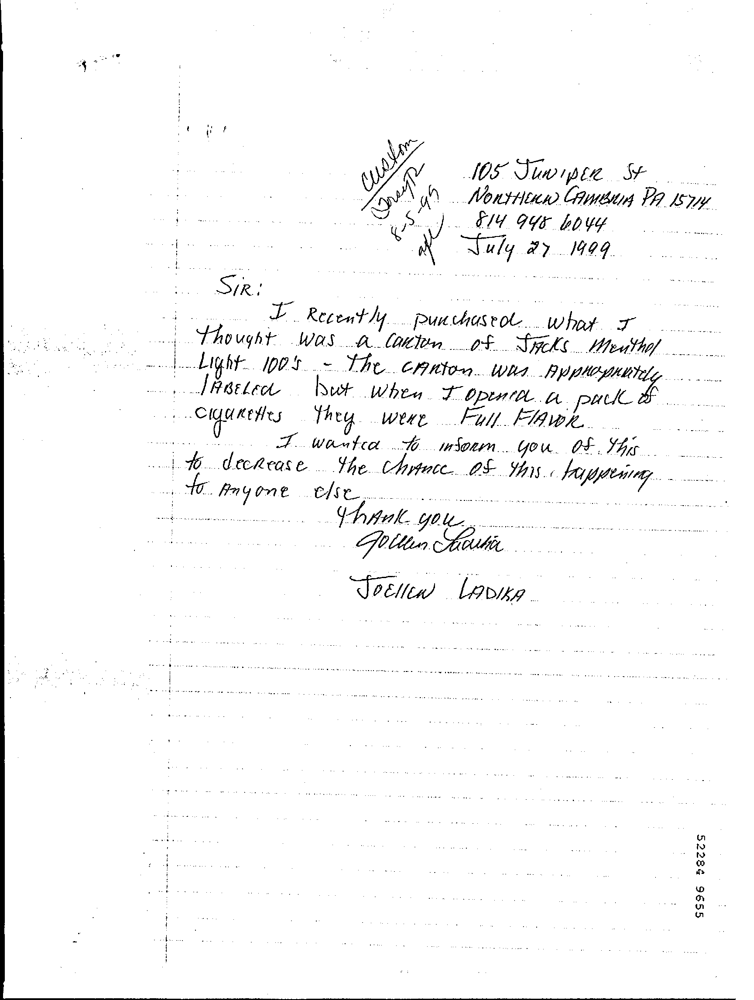 custom
8-5-99
105 Juniper St
Northern Cambria PA 15714
814 948 6044
July 27 1999
Sir:
I Recently purchased what I
thought was a carton of Jacks Menthol
Light 100's - The carton was Appropriately
labeled but when I opened a pack of
cigarettes they were Full Flavor
I wanted to inform you of this
to decrease the chance of this happening
to Anyone else
Thank you
Joellen Ladika
Joellen Ladika
52284 9655